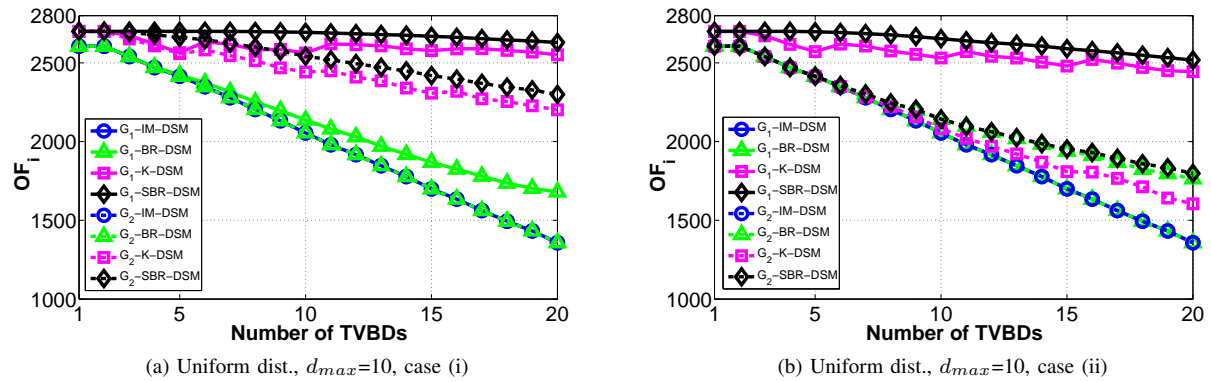 2800
2500
2000
1500
1000
OF_i
G_1-IM-DSM
G_1-BR-DSM
G_1-K-DSM
G_1-SBR-DSM
G_2-IM-DSM
G_2-BR-DSM
G_2-K-DSM
G_2-SBR-DSM
1 5 10 15 20
Number of TVBDs
(a) Uniform dist., d_{max}=10, case (i)
2800
2500
2000
1500
1000
OF_i
G_1-IM-DSM
G_1-BR-DSM
G_1-K-DSM
G_1-SBR-DSM
G_2-IM-DSM
G_2-BR-DSM
G_2-K-DSM
G_2-SBR-DSM
1 5 10 15 20
Number of TVBDs
(b) Uniform dist., d_{max}=10, case (ii)